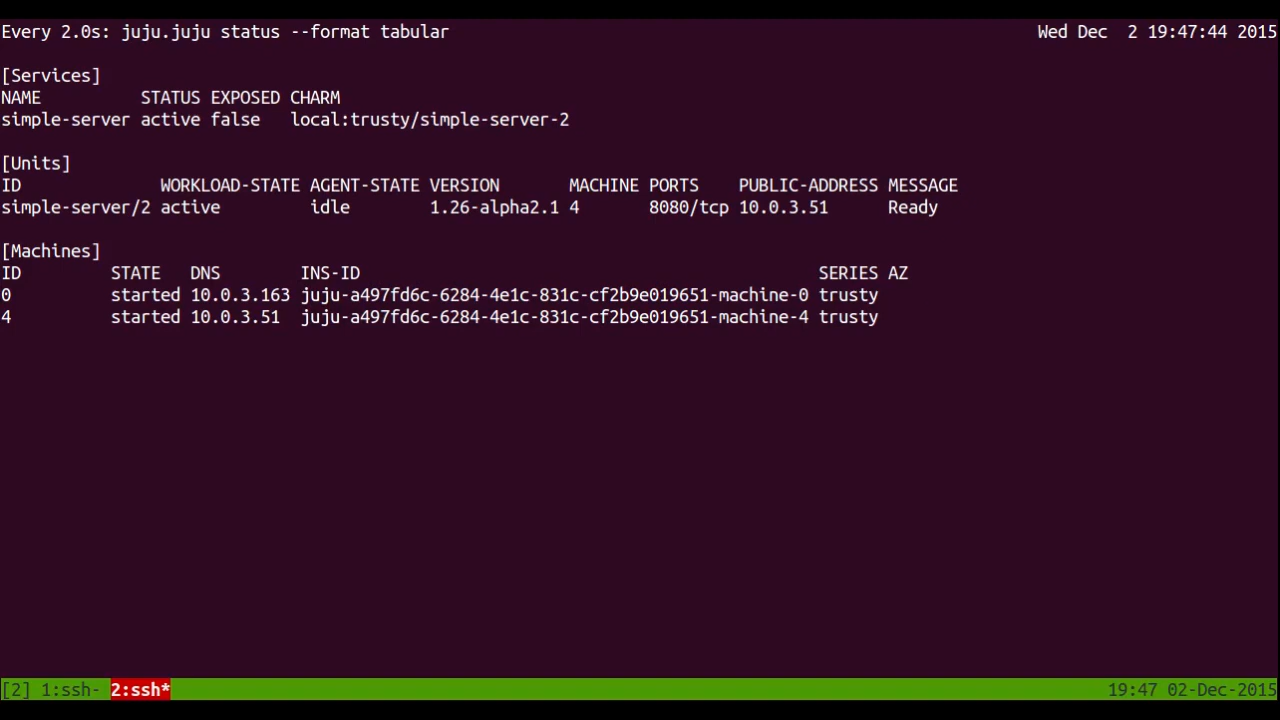 Every 2.0s: juju.juju status --format tabular Wed Dec  2 19:47:44 2015
[Services]
NAME STATUS EXPOSED CHARM
simple-server active false local:trusty/simple-server-2
[Units]
ID WORKLOAD-STATE AGENT-STATE VERSION MACHINE PORTS PUBLIC-ADDRESS MESSAGE
simple-server/2 active idle 1.26-alpha2.1 4 8080/tcp 10.0.3.51 Ready
[Machines]
ID STATE DNS INS-ID SERIES AZ
0 started 10.0.3.163 juju-a497fd6c-6284-4e1c-831c-cf2b9e019651-machine-0 trusty
4 started 10.0.3.51 juju-a497fd6c-6284-4e1c-831c-cf2b9e019651-machine-4 trusty
[2] 1:ssh- 2:ssh* 19:47 02-Dec-2015